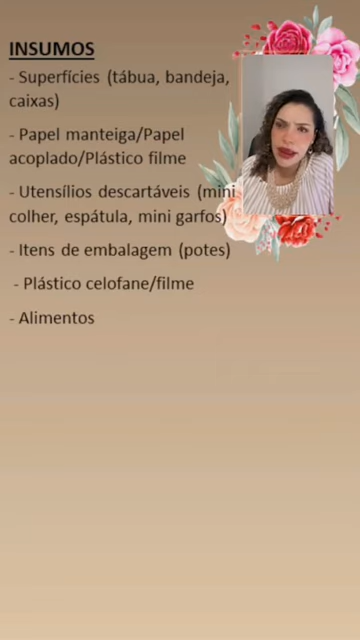 INSUMOS
- Superfícies (tábua, bandeja,
caixas)
- Papel manteiga/Papel
acoplado/Plástico filme
- Utensílios descartáveis (mini
colher, espátula, mini garfos)
- Itens de embalagem (potes)
- Plástico celofane/filme
- Alimentos